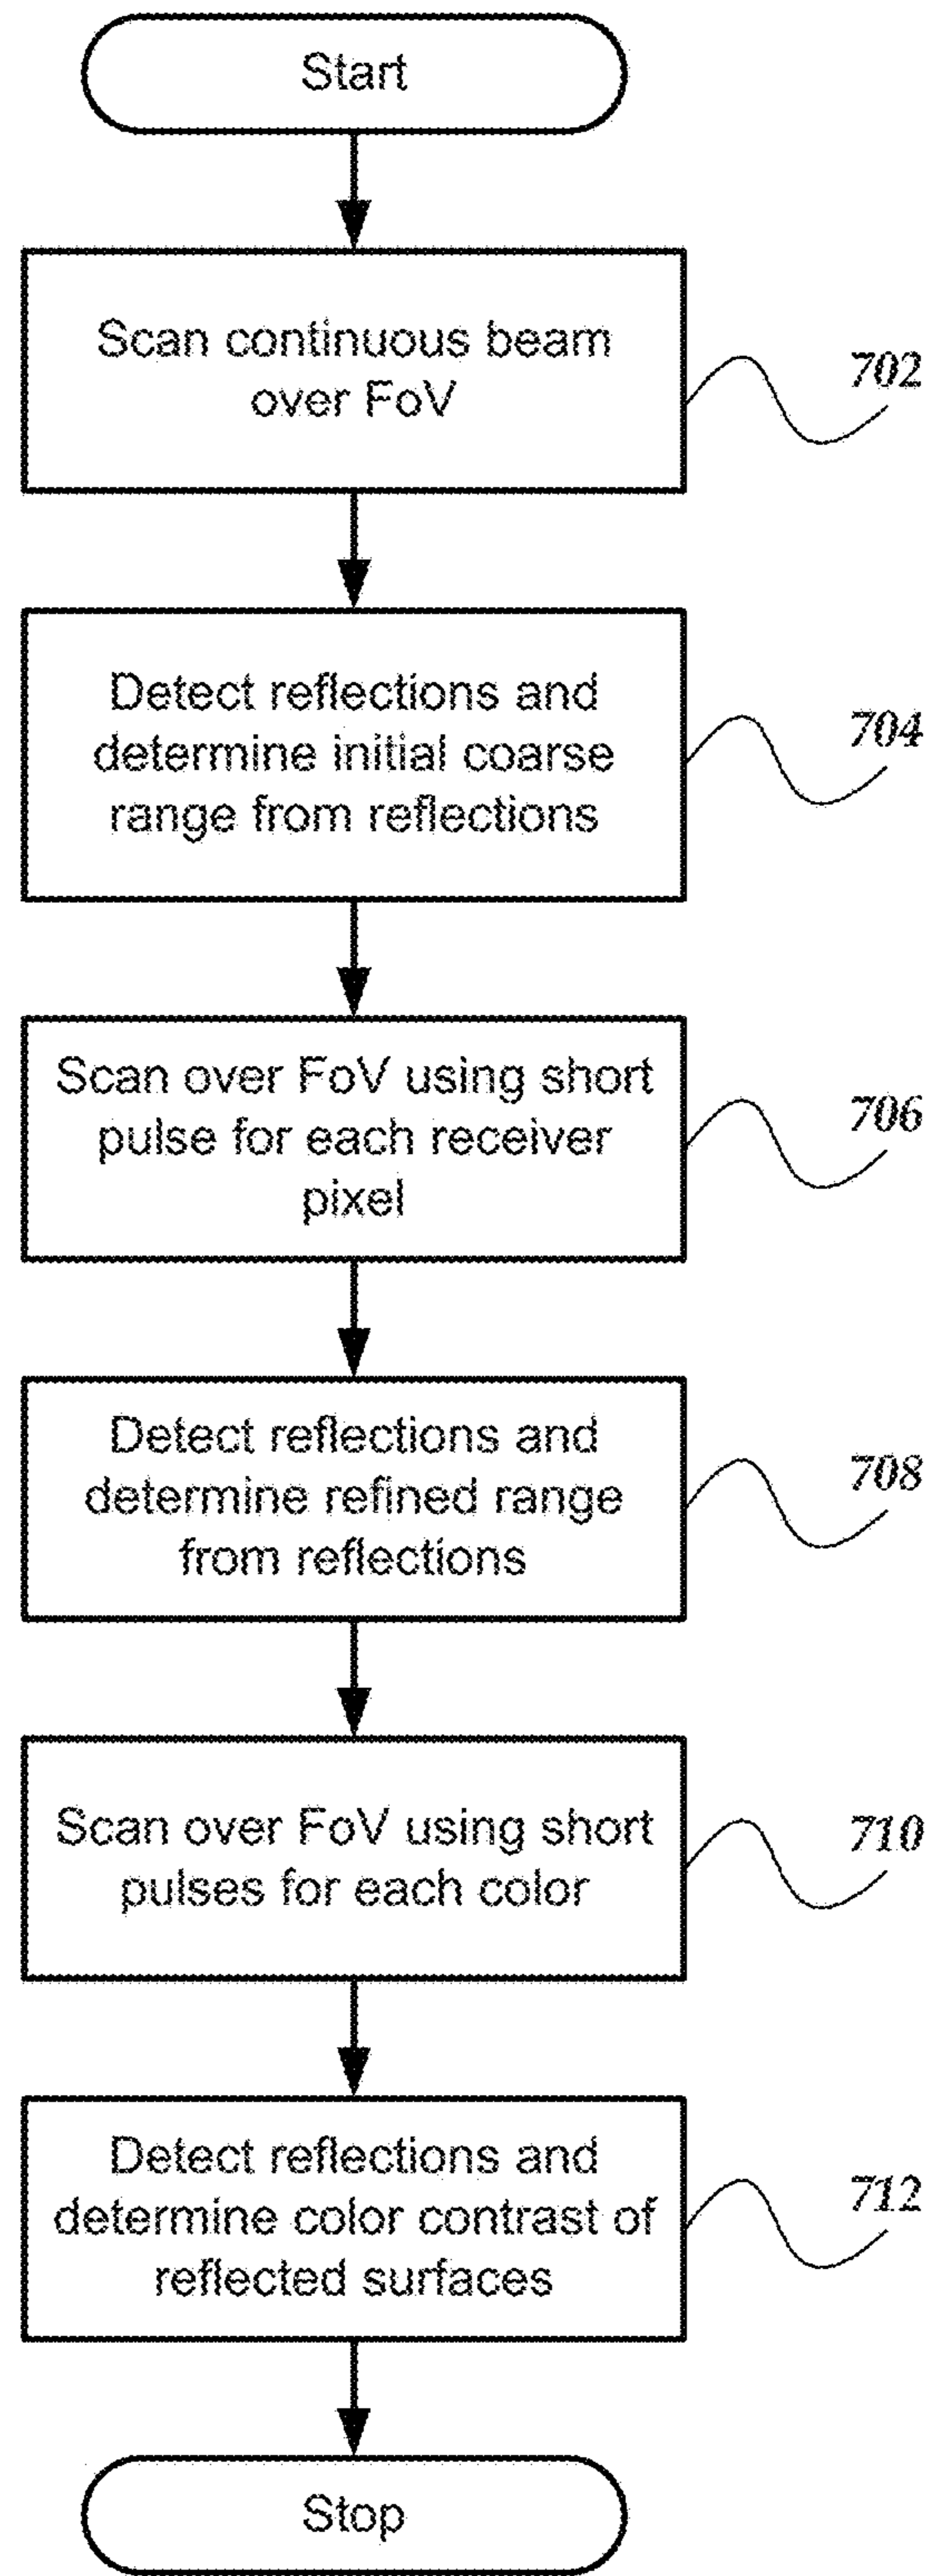 Start
Scan continuous beam
over FoV
702
Detect reflections and
determine initial coarse
range from reflections
704
Scan over FoV using short
pulse for each receiver
pixel
706
Detect reflections and
determine refined range
from reflections
708
Scan over FoV using short
pulses for each color
710
Detect reflections and
determine color contrast of
reflected surfaces
712
Stop